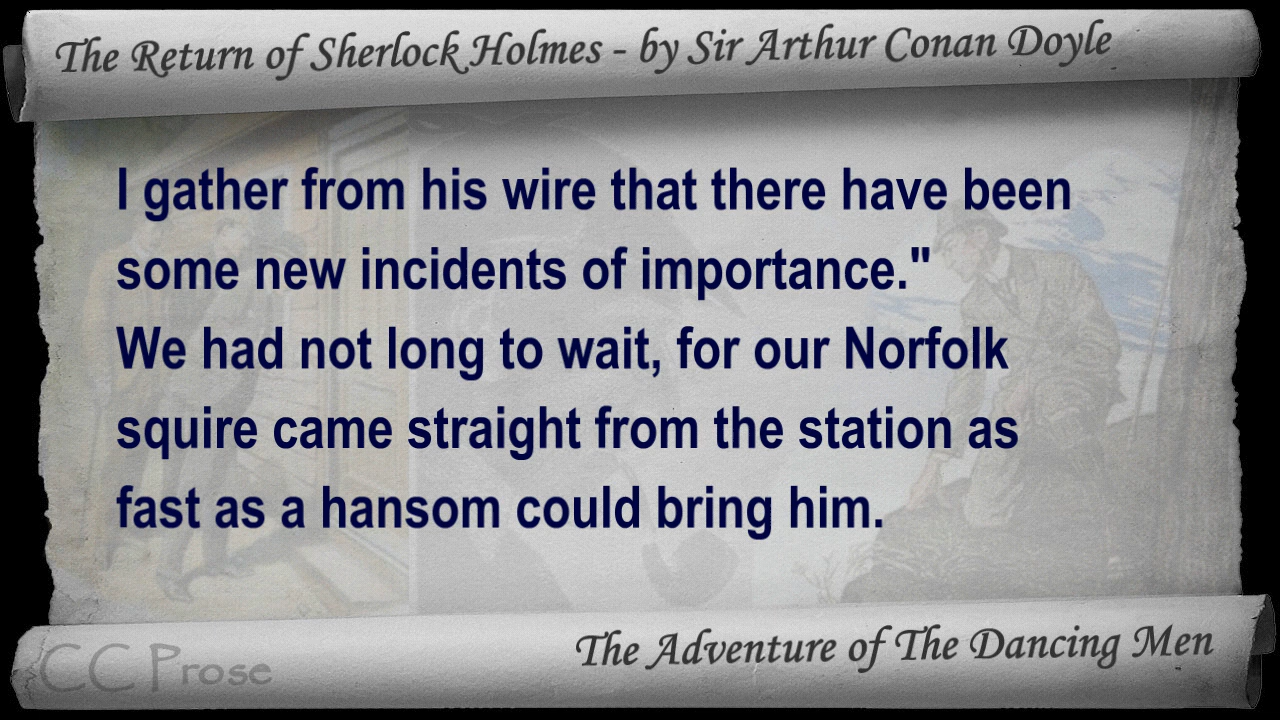 The Return of Sherlock Holmes - by Sir Arthur Conan Doyle
I gather from his wire that there have been
some new incidents of importance."
We had not long to wait, for our Norfolk
squire came straight from the station as
fast as a hansom could bring him.
The Adventure of The Dancing Men
CC Prose